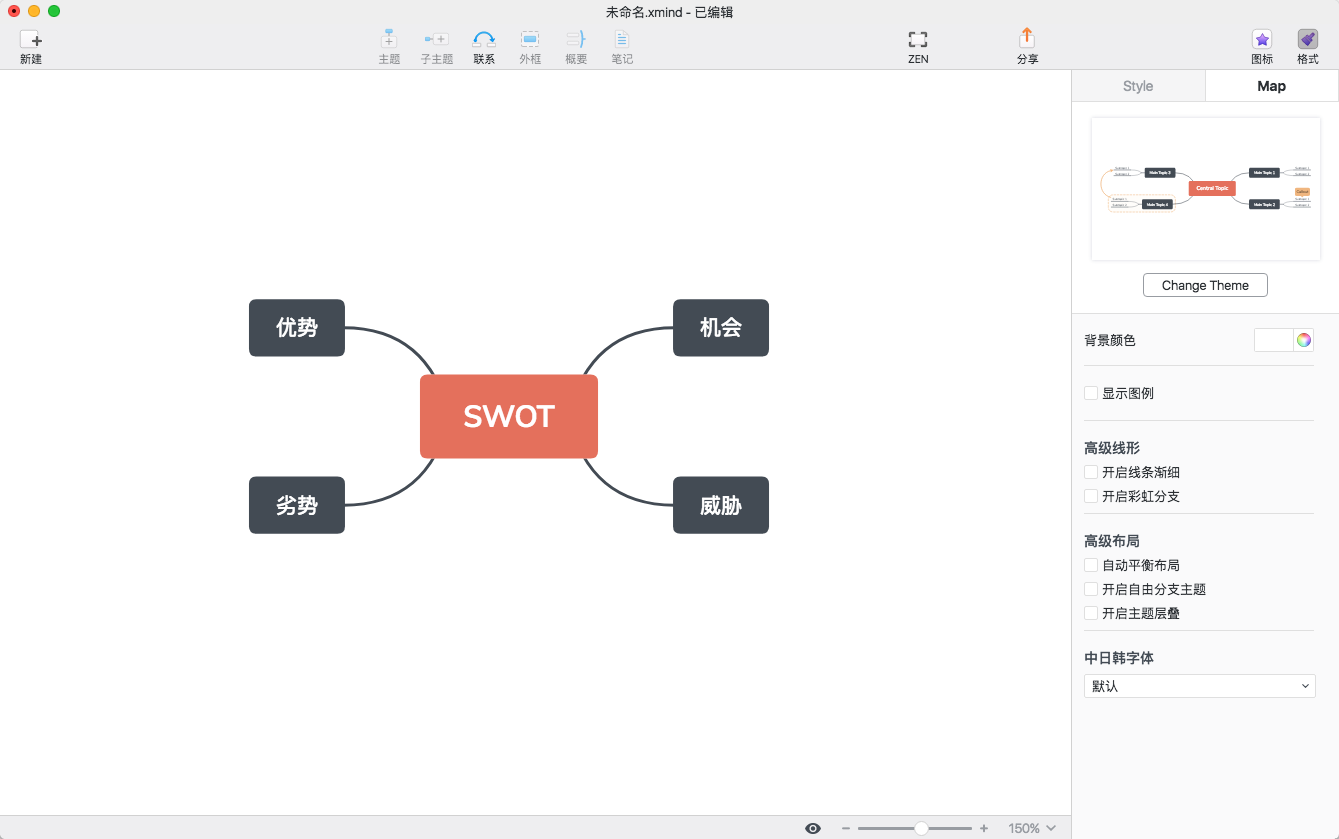 未命名.xmind - 已编辑
新建
主题
子主题
联系
外框
概要
笔记
ZEN
分享
图标
格式
Style
Map
优势
机会
SWOT
劣势
威胁
Central Topic
Main Topic 1
Main Topic 2
Main Topic 3
Main Topic 4
Change Theme
背景颜色
显示图例
高级线形
开启线条渐细
开启彩虹分支
高级布局
自动平衡布局
开启自由分支主题
开启主题层叠
中日韩字体
默认
150%